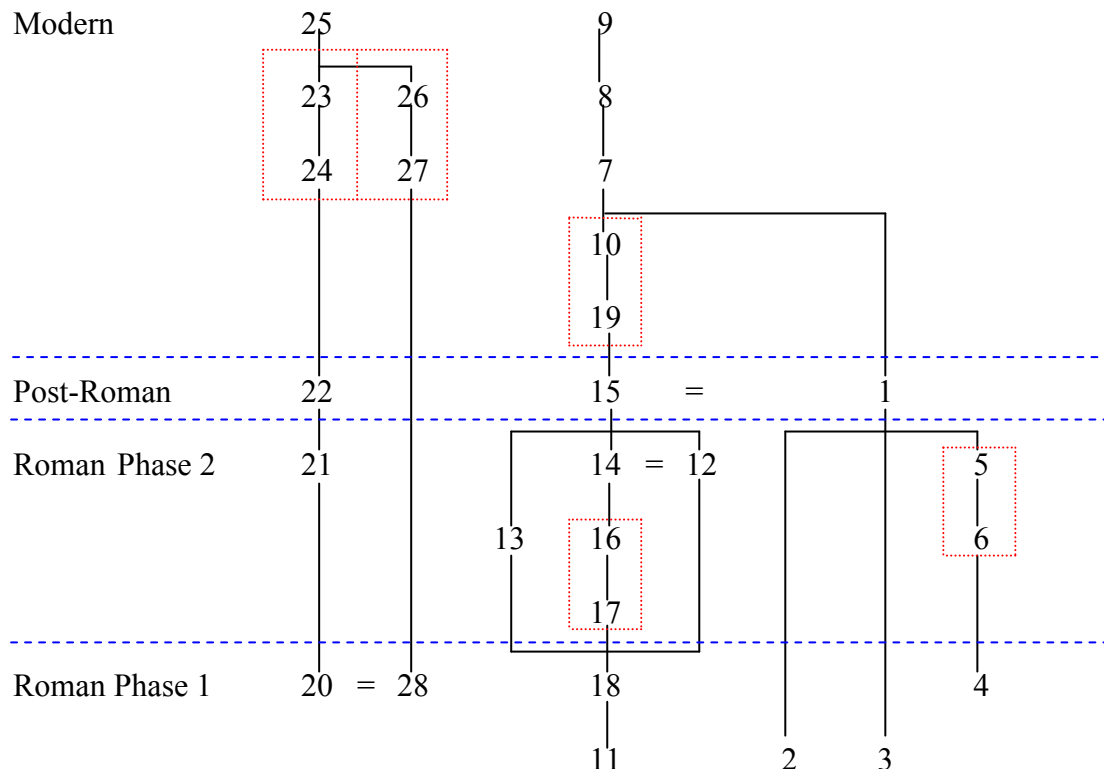 Modern 25 9
23 26 8
24 27 7
10
19
Post-Roman 22 15 = 1
Roman Phase 2 21 14 = 12 5
13 16 6
17
Roman Phase 1 20 = 28 18 4
11 2 3